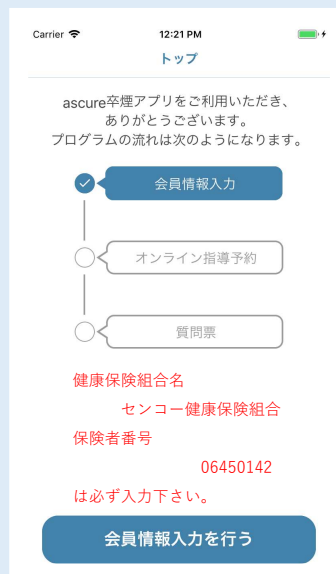 Carrier 12:21 PM
トップ
ascure卒煙アプリをご利用いただき、
ありがとうございます。
プログラムの流れは次のようになります。
会員情報入力
オンライン指導予約
質問票
健康保険組合名
センコー健康保険組合
保険者番号
06450142
は必ず入力下さい。
会員情報入力を行う